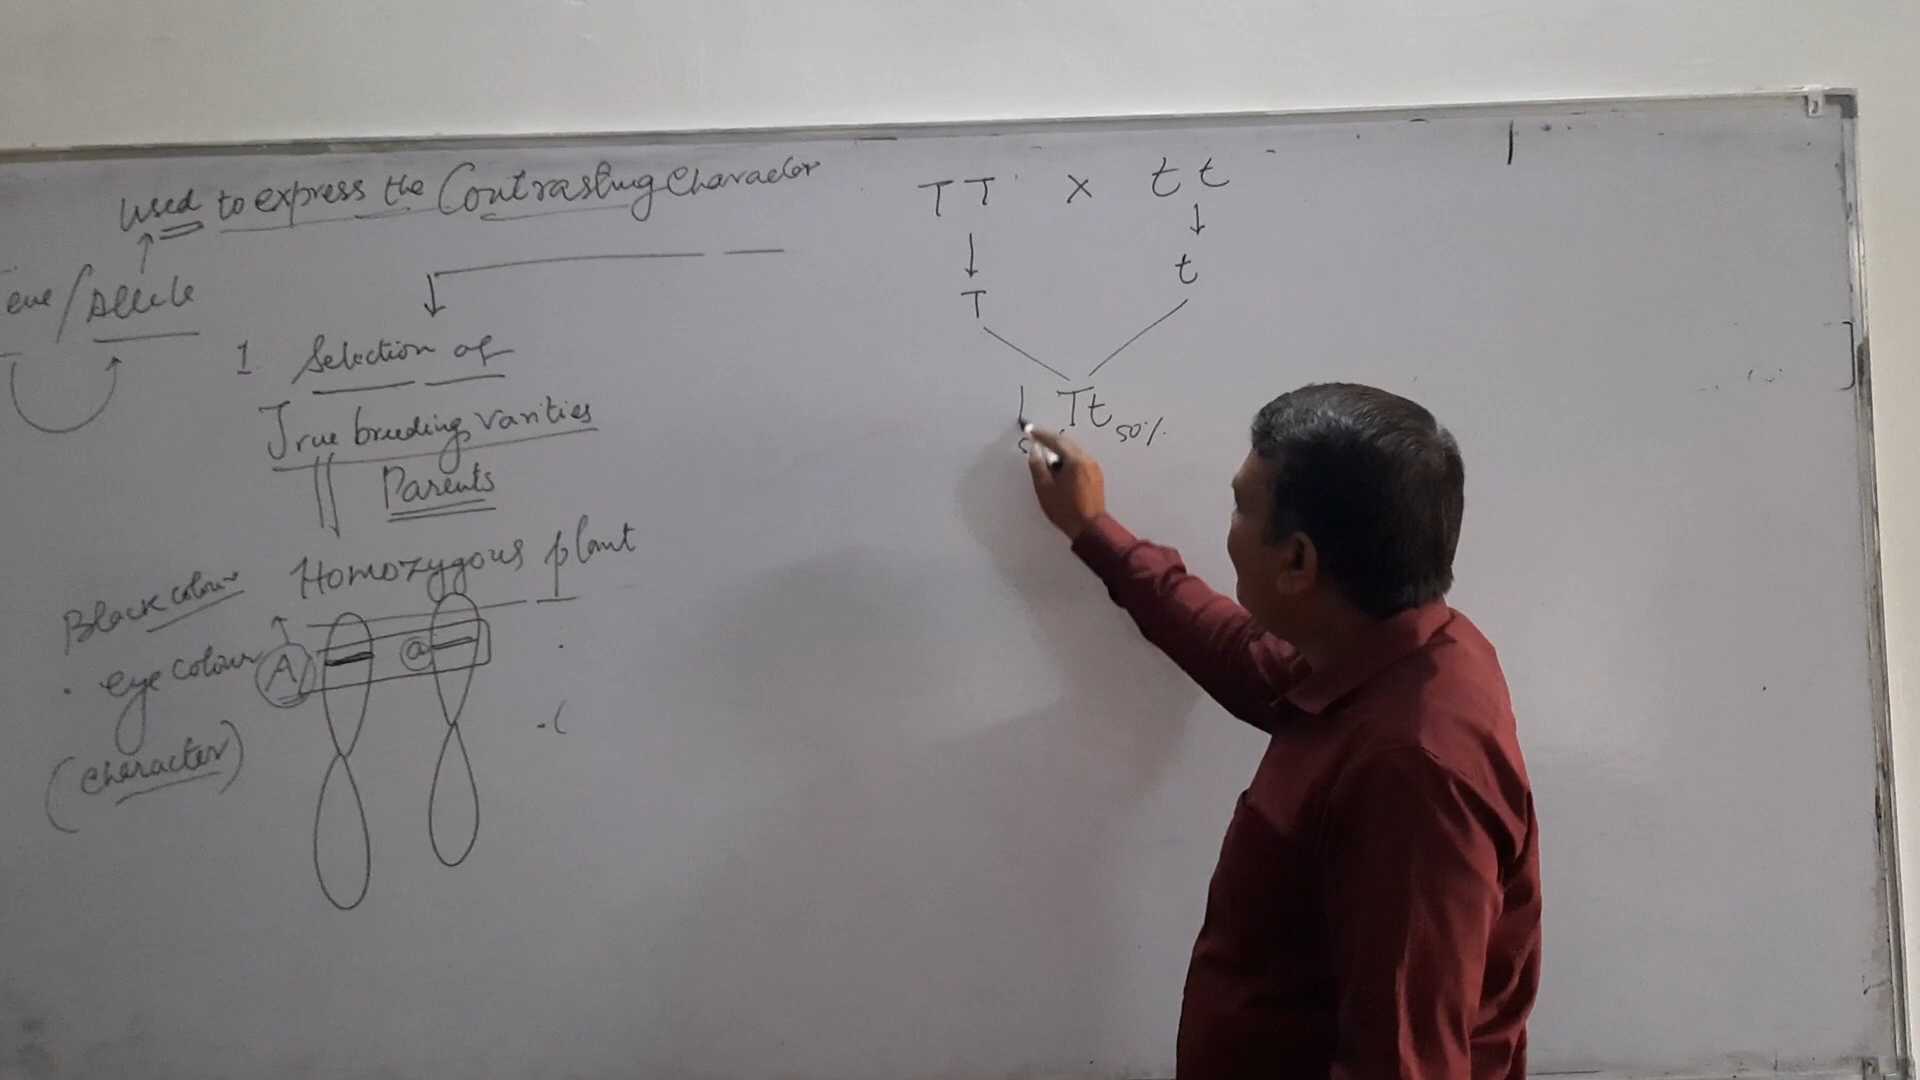 used to express the Contrasting Character
ene/Allele
1. Selection of
True breeding varities
Parents
Homozygous plant
Black colour
. eye colour
(character)
A
a
TT x tt
T
t
Tt 50%